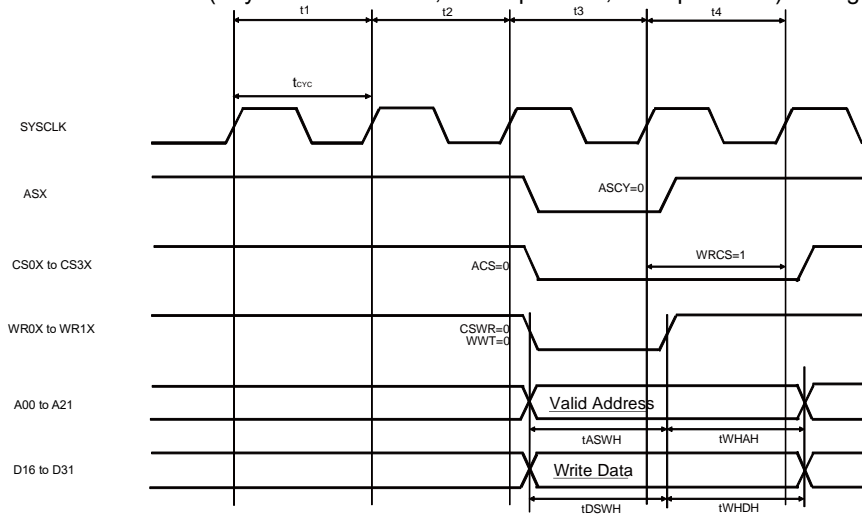 t1 t2 t3 t4
tCYC
SYSCLK
ASX
ASCY=0
CS0X to CS3X
ACS=0
WRCS=1
WR0X to WR1X
CSWR=0
WWT=0
A00 to A21
Valid Address
tASWH tWHAH
D16 to D31
Write Data
tDSWH tWHDH